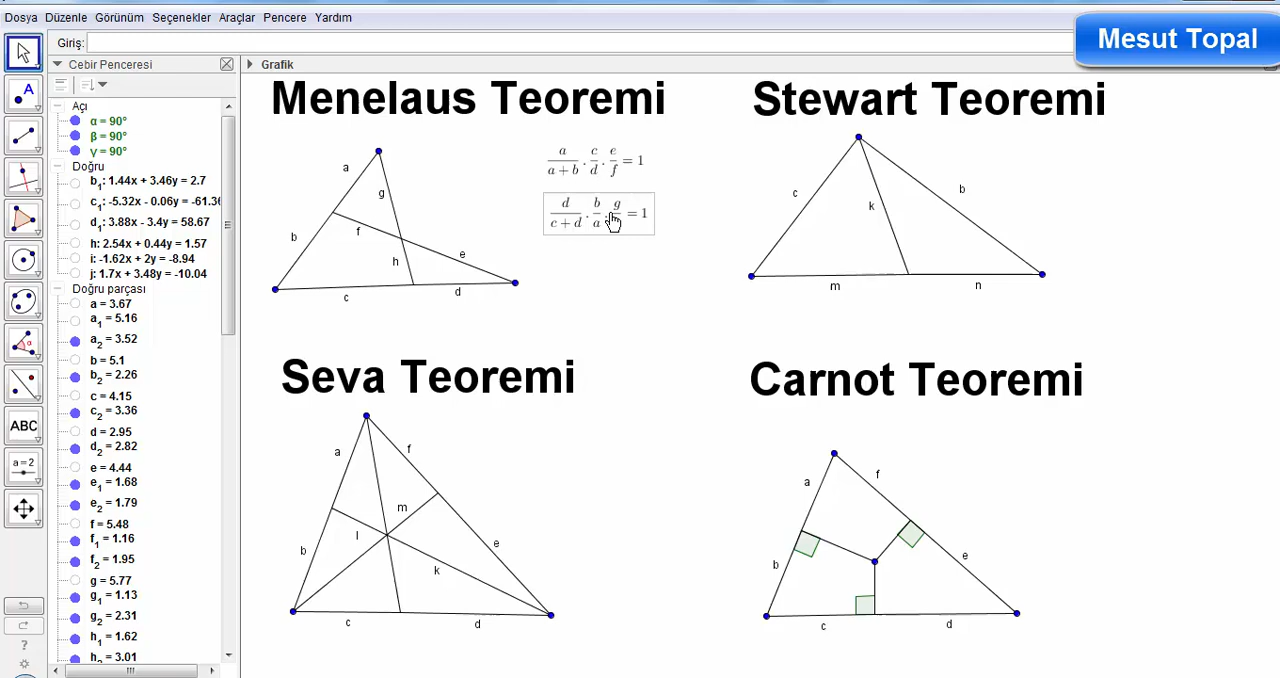 Dosya Düzenle Görünüm Seçenekler Araçlar Pencere Yardım
Mesut Topal
Giriş:
Cebir Penceresi
Grafik
Açı
α = 90°
β = 90°
γ = 90°
Doğru
b₁: 1.44x + 3.46y = 2.7
c₁: -5.32x - 0.06y = -61.36
d₁: 3.88x - 3.4y = 58.67
h: 2.54x + 0.44y = 1.57
i: -1.62x + 2y = -8.94
j: 1.7x + 3.48y = -10.04
Doğru parçası
a = 3.67
a₁ = 5.16
a₂ = 3.52
b = 5.1
b₂ = 2.26
c = 4.15
c₂ = 3.36
d = 2.95
d₂ = 2.82
e = 4.44
e₁ = 1.68
e₂ = 1.79
f = 5.48
f₁ = 1.16
f₂ = 1.95
g = 5.77
g₁ = 1.13
g₂ = 2.31
h₁ = 1.62
h₂ = 3.01
ABC
a = 2
Menelaus Teoremi
a/(a + b) · c/d · e/f = 1
a
g
b
f
h
e
c
d
Stewart Teoremi
c
k
b
m
n
Seva Teoremi
a
f
m
b
l
k
e
c
d
Carnot Teoremi
a
f
b
e
c
d